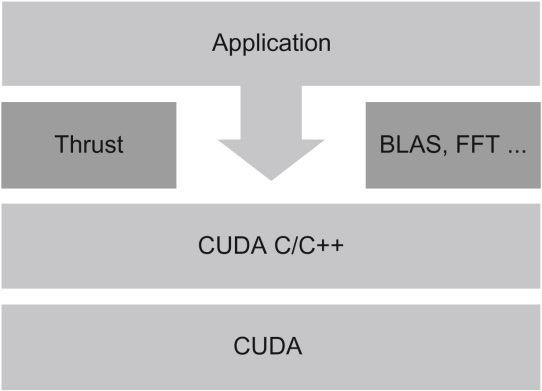 Application
Thrust
BLAS, FFT ...
CUDA C/C++
CUDA